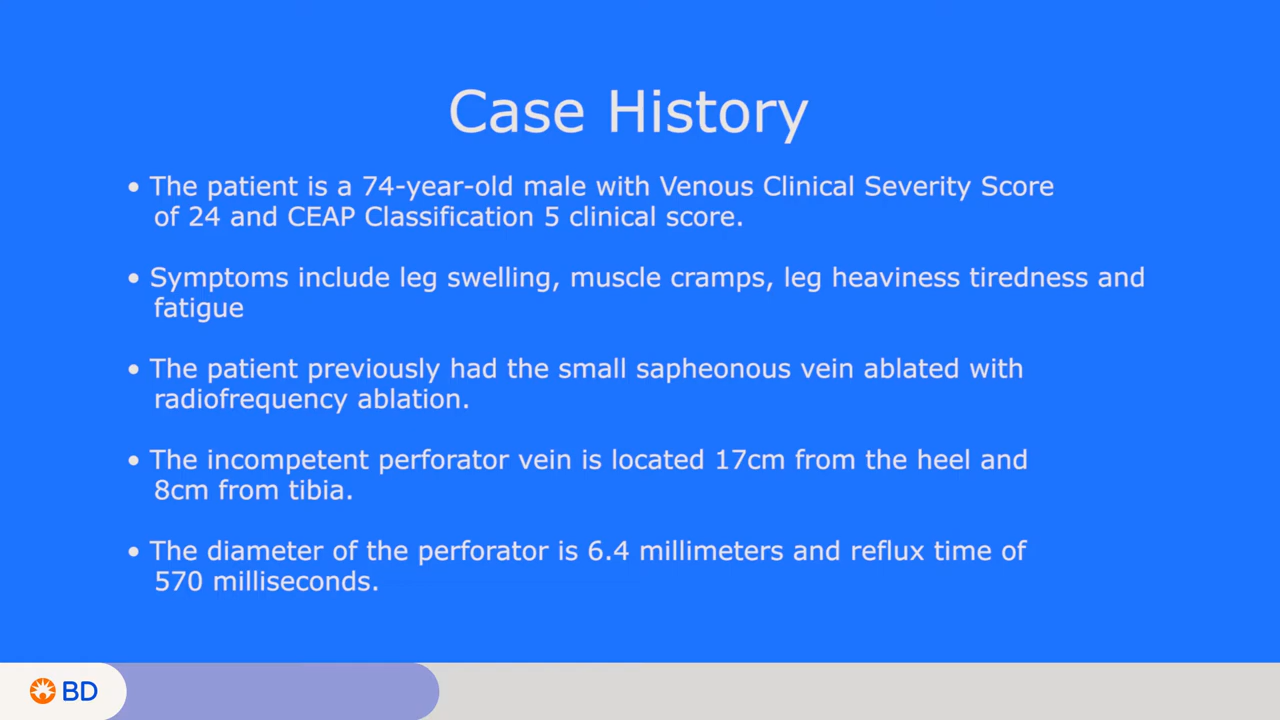 Case History
• The patient is a 74-year-old male with Venous Clinical Severity Score
of 24 and CEAP Classification 5 clinical score.
• Symptoms include leg swelling, muscle cramps, leg heaviness tiredness and
fatigue
• The patient previously had the small sapheonous vein ablated with
radiofrequency ablation.
• The incompetent perforator vein is located 17cm from the heel and
8cm from tibia.
• The diameter of the perforator is 6.4 millimeters and reflux time of
570 milliseconds.
BD